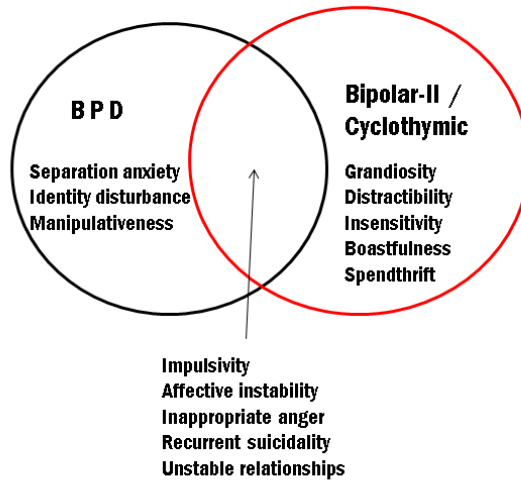 B P D
Separation anxiety
Identity disturbance
Manipulativeness
Bipolar-II /
Cyclothymic
Grandiosity
Distractibility
Insensitivity
Boastfulness
Spendthrift
Impulsivity
Affective instability
Inappropriate anger
Recurrent suicidality
Unstable relationships